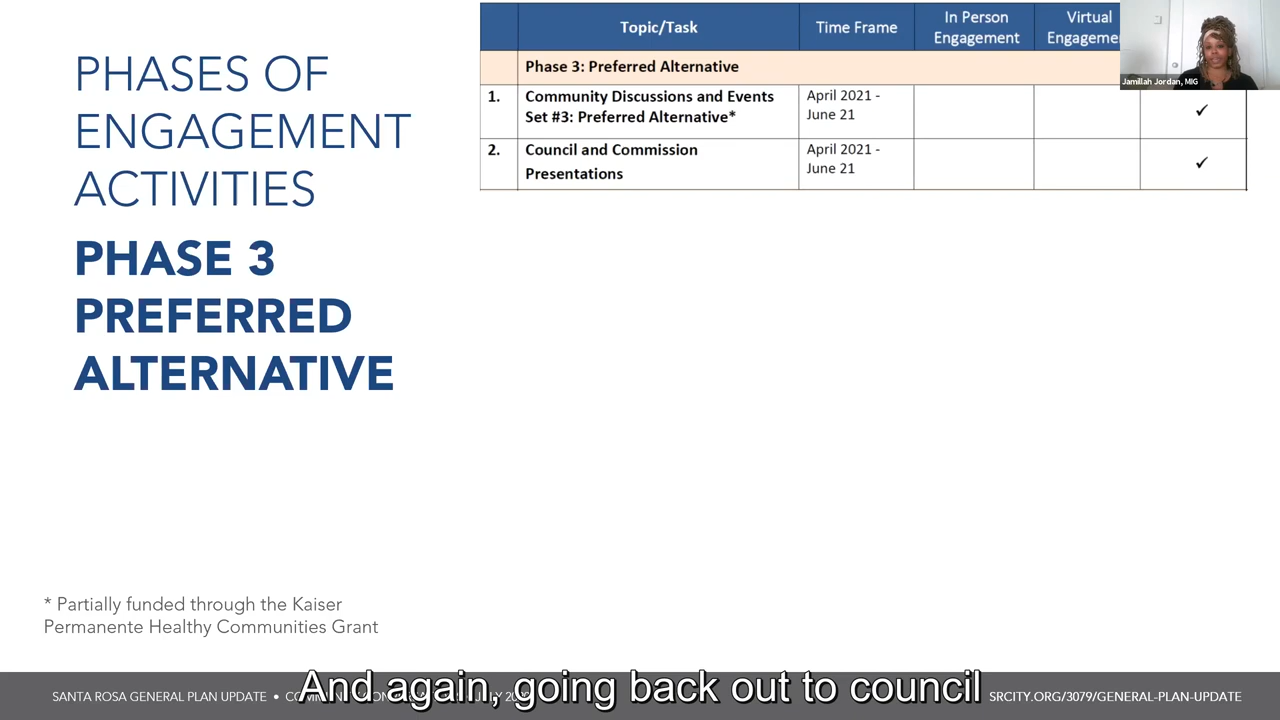 PHASES OF
ENGAGEMENT
ACTIVITIES
PHASE 3
PREFERRED
ALTERNATIVE
* Partially funded through the Kaiser
Permanente Healthy Communities Grant
Topic/Task
Time Frame
In Person
Engagement
Virtual
Phase 3: Preferred Alternative
1.
Community Discussions and Events
Set #3: Preferred Alternative*
April 2021 -
June 21
✓
2.
Council and Commission
Presentations
April 2021 -
June 21
✓
Jamillah Jordan, MIG
SANTA ROSA GENERAL PLAN UPDATE •
And again, going back out to council
SRCITY.ORG/3079/GENERAL-PLAN-UPDATE